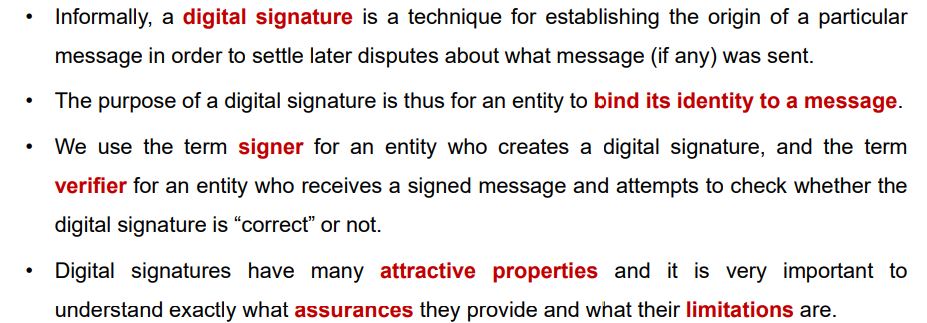 • Informally, a digital signature is a technique for establishing the origin of a particular
message in order to settle later disputes about what message (if any) was sent.
• The purpose of a digital signature is thus for an entity to bind its identity to a message.
• We use the term signer for an entity who creates a digital signature, and the term
verifier for an entity who receives a signed message and attempts to check whether the
digital signature is “correct” or not.
• Digital signatures have many attractive properties and it is very important to
understand exactly what assurances they provide and what their limitations are.